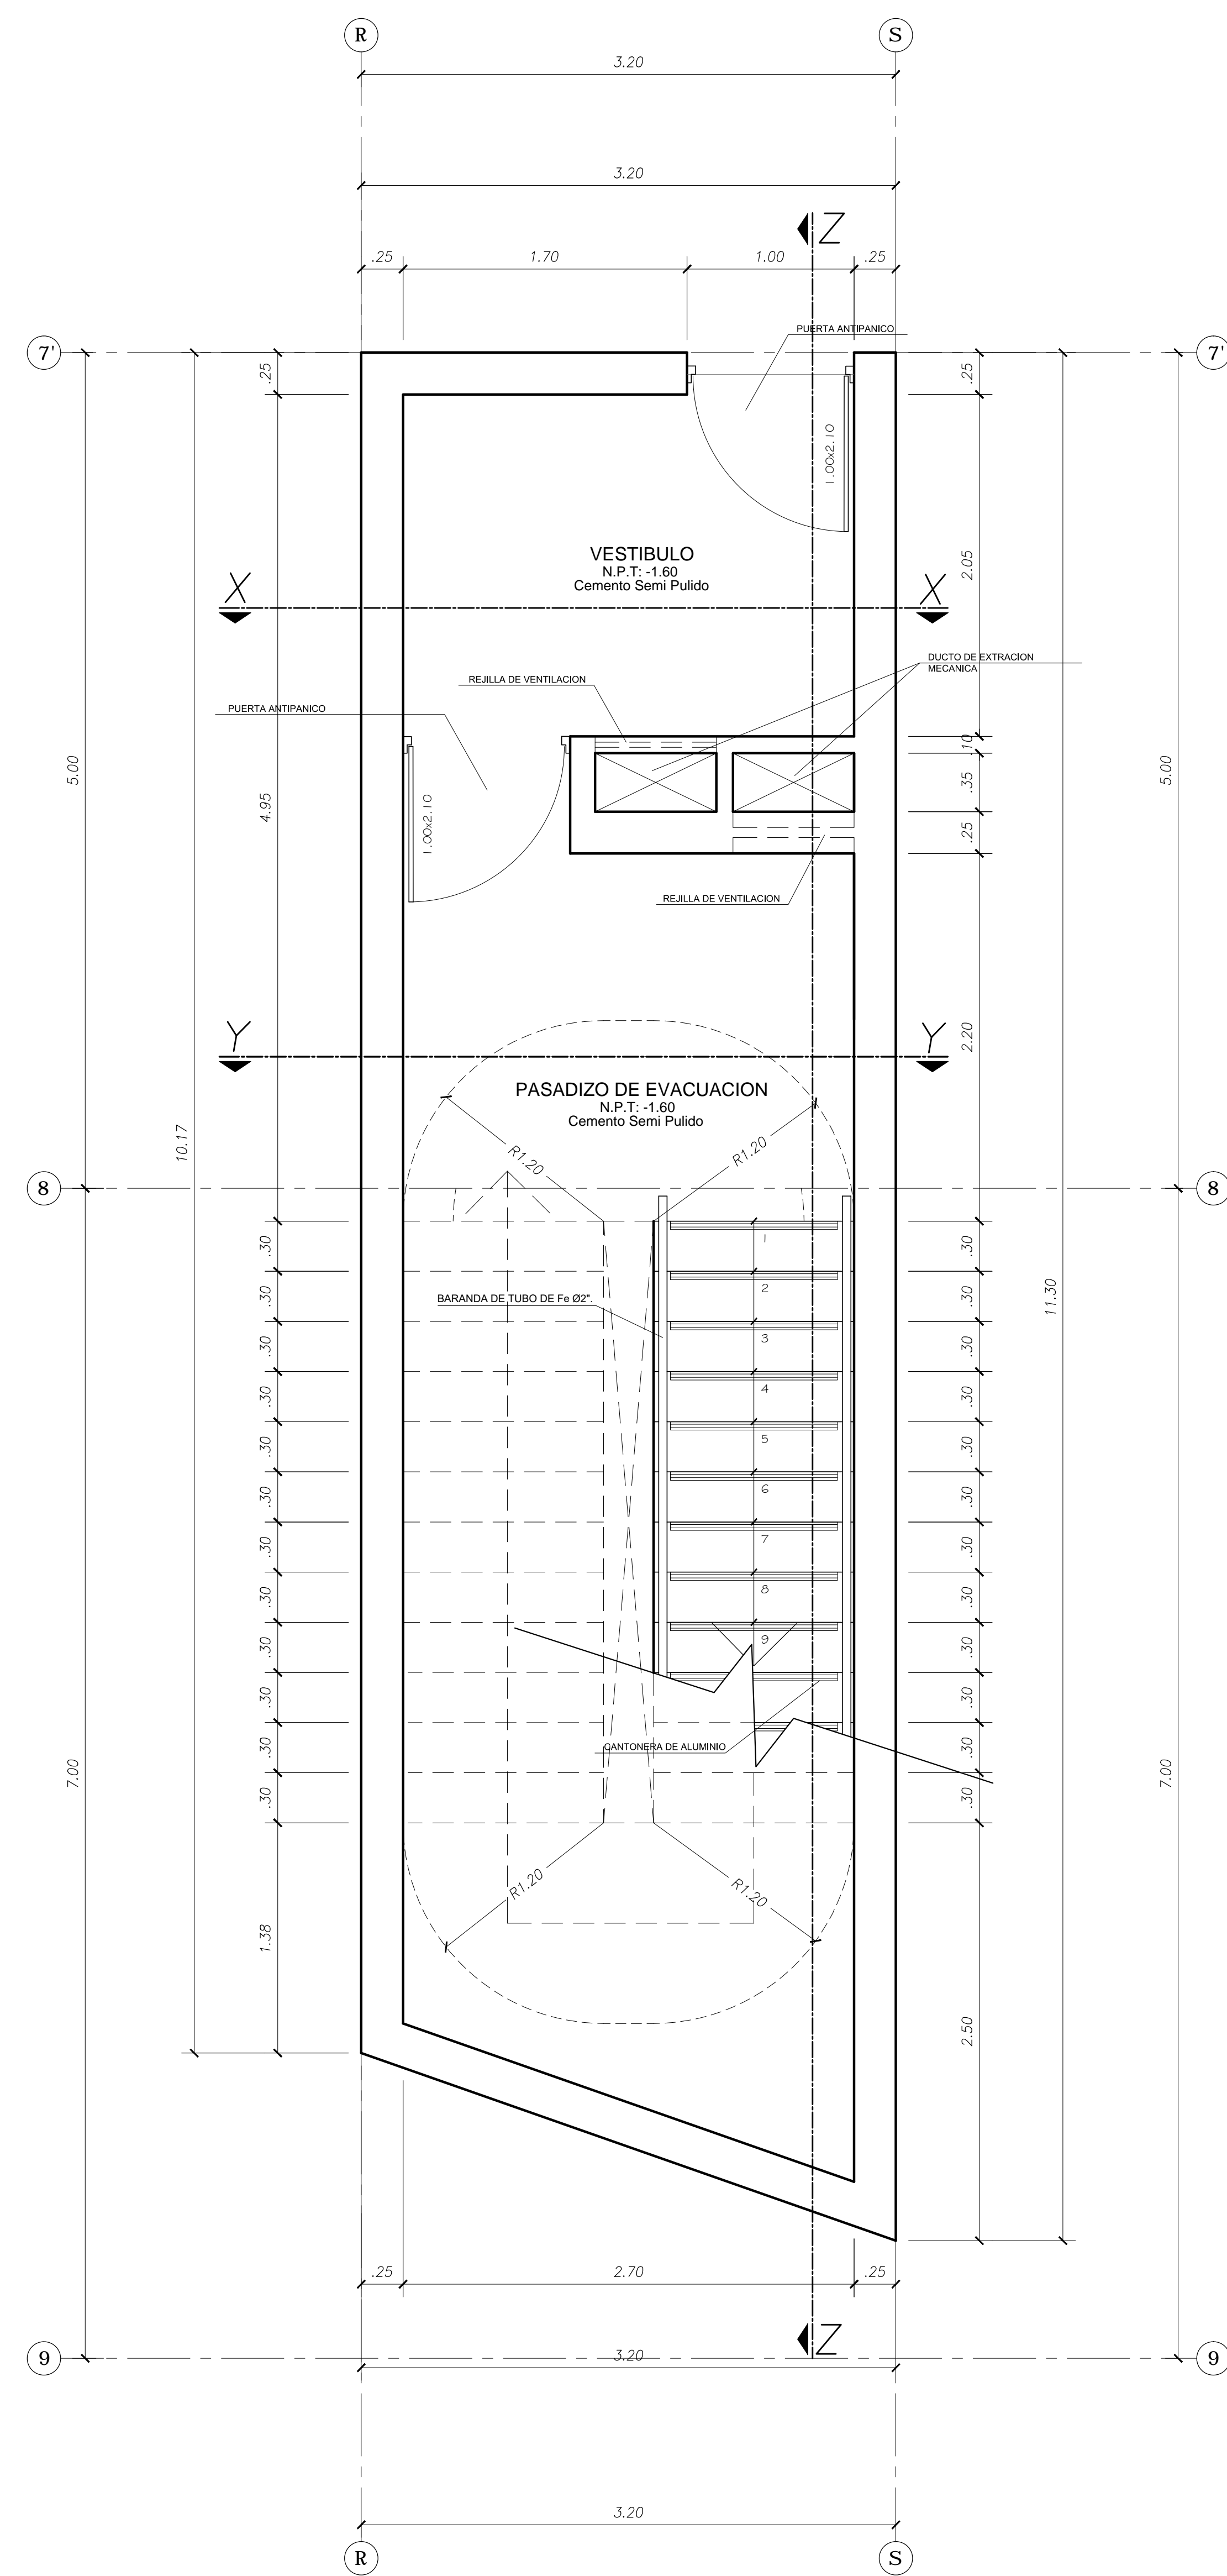 R
S
3.20
3.20
Z
.25
1.70
1.00
.25
PUERTA ANTIPANICO
7'
7'
.25
.25
1.00x2.10
VESTIBULO
N.P.T: -1.60
Cemento Semi Pulido
2.05
X
X
DUCTO DE EXTRACION
MECANICA
REJILLA DE VENTILACION
PUERTA ANTIPANICO
.10
5.00
5.00
.35
4.95
1.00x2.10
.25
REJILLA DE VENTILACION
Y
Y
2.20
PASADIZO DE EVACUACION
N.P.T: -1.60
Cemento Semi Pulido
10.17
R1.20
R1.20
8
8
.30
1
.30
.30
2
.30
BARANDA DE TUBO DE Fe Ø2".
11.30
.30
3
.30
.30
4
.30
.30
5
.30
.30
6
.30
.30
7
.30
.30
8
.30
.30
9
.30
.30
.30
CANTONERA DE ALUMINIO
.30
.30
7.00
7.00
.30
.30
R1.20
R1.20
1.38
2.50
.25
2.70
.25
Z
3.20
9
9
3.20
R
S